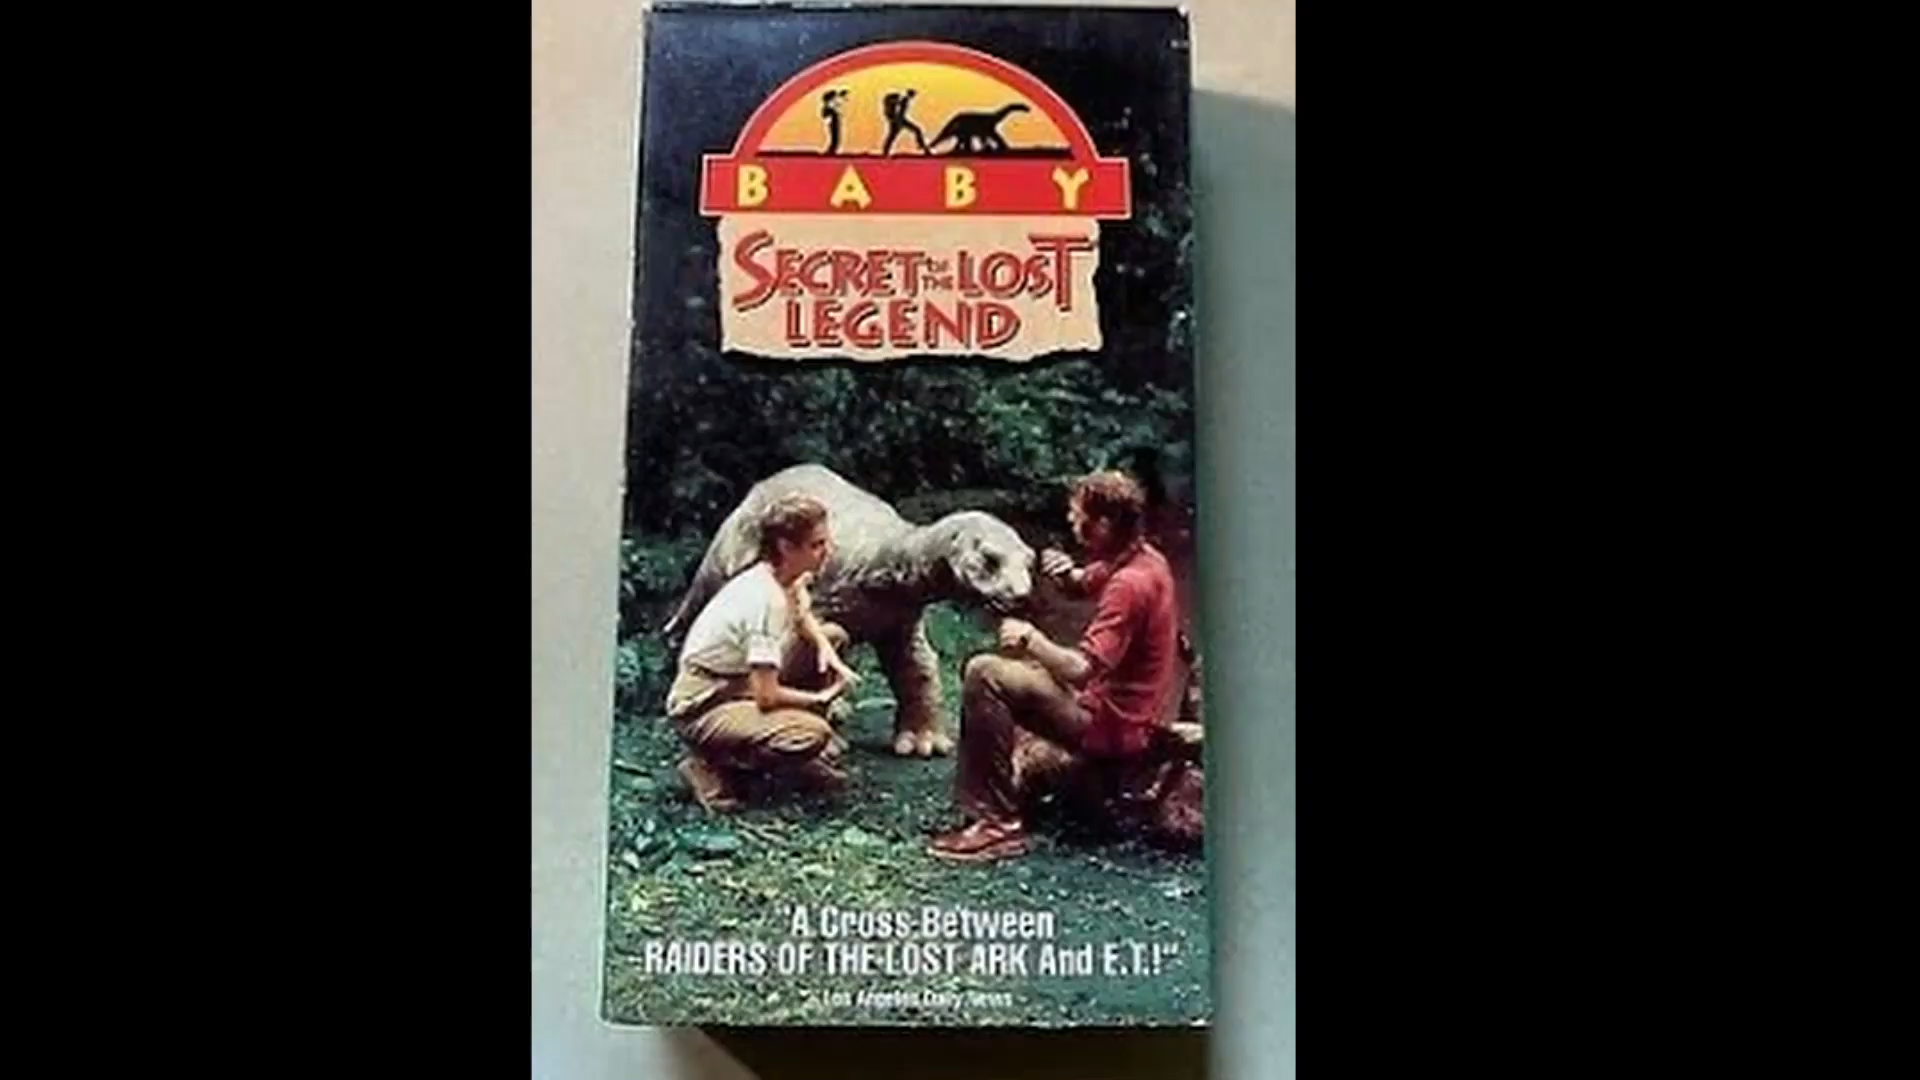 BABY
SECRET OF THE LOST
LEGEND
"A Cross Between
RAIDERS OF THE LOST ARK And E.T.!"
Los Angeles Daily News